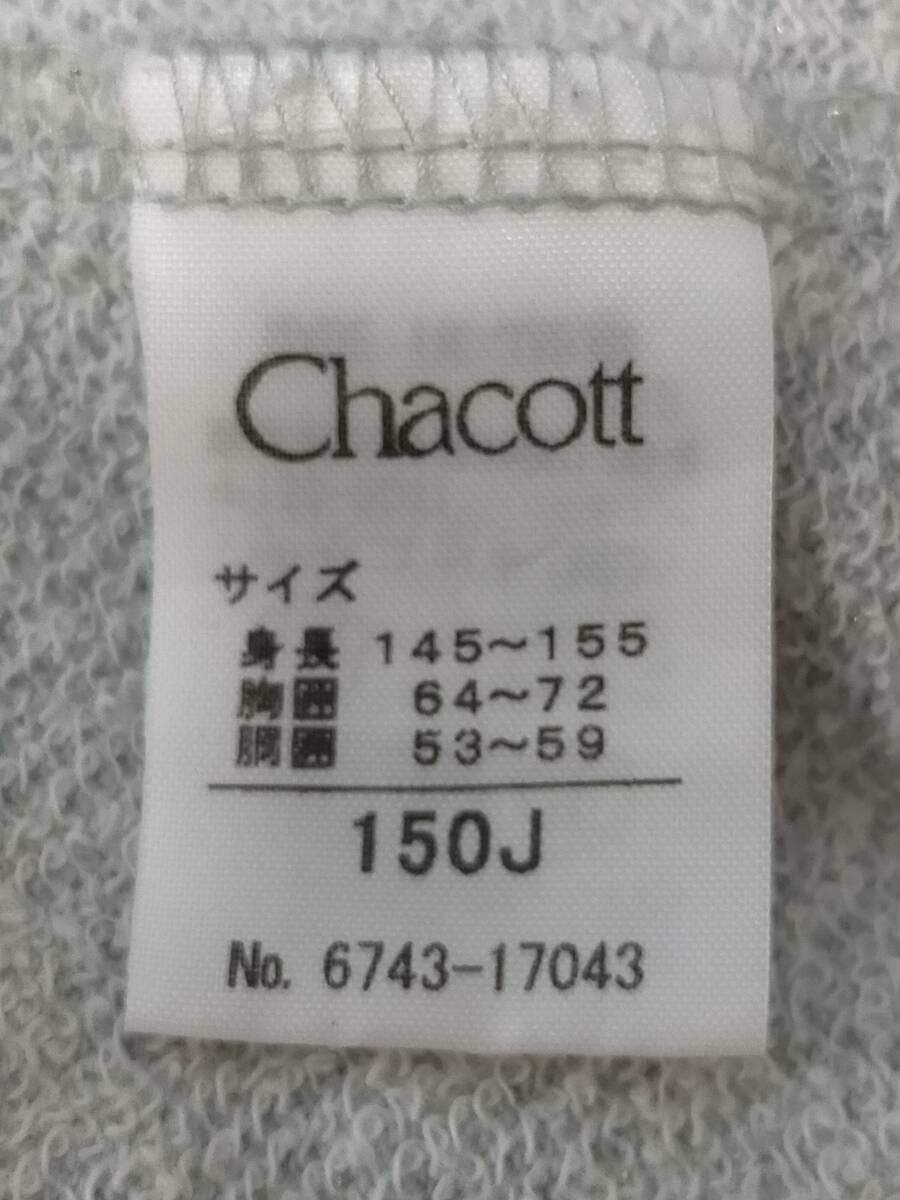 Chacott
サイズ
身長 145～155
胸囲 64～72
胴囲 53～59
150J
No. 6743-17043